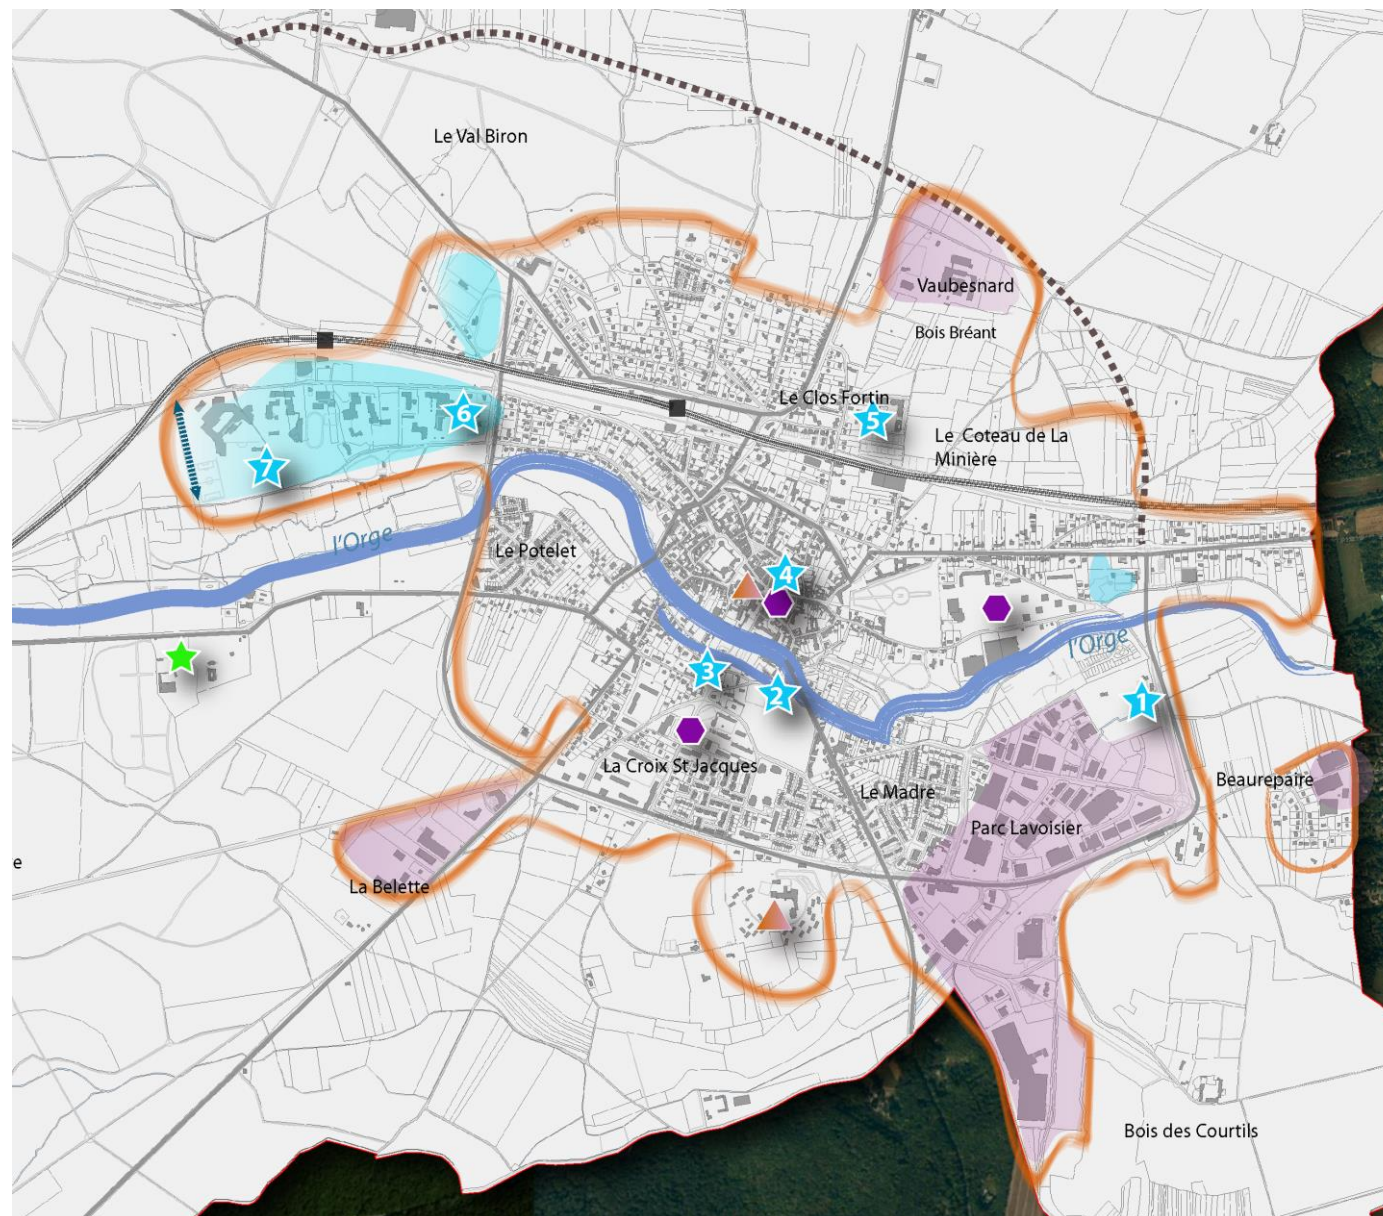 Le Val Biron
Vaubesnard
Bois Bréant
Le Clos Fortin
5
6
Le Coteau de La
Minière
7
l'Orge
Le Potelet
4
l'Orge
3
2
1
La Croix St Jacques
Beaurepaire
Le Madre
Parc Lavoisier
e
La Belette
Bois des Courtils